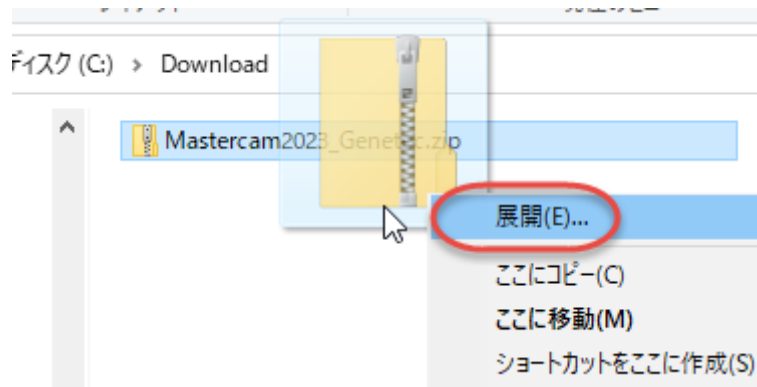 ディスク (C:) > Download
Mastercam2023_Genetec.zip
展開(E)...
ここにコピー(C)
ここに移動(M)
ショートカットをここに作成(S)